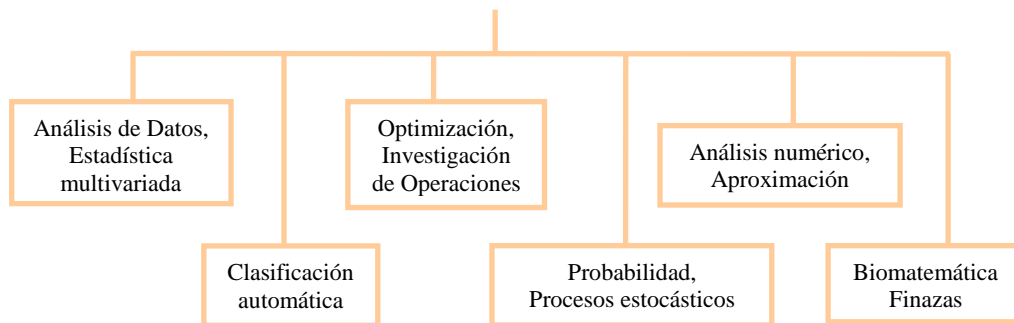 Análisis de Datos,
Estadística
multivariada
Optimización,
Investigación
de Operaciones
Análisis numérico,
Aproximación
Clasificación
automática
Probabilidad,
Procesos estocásticos
Biomatemática
Finazas